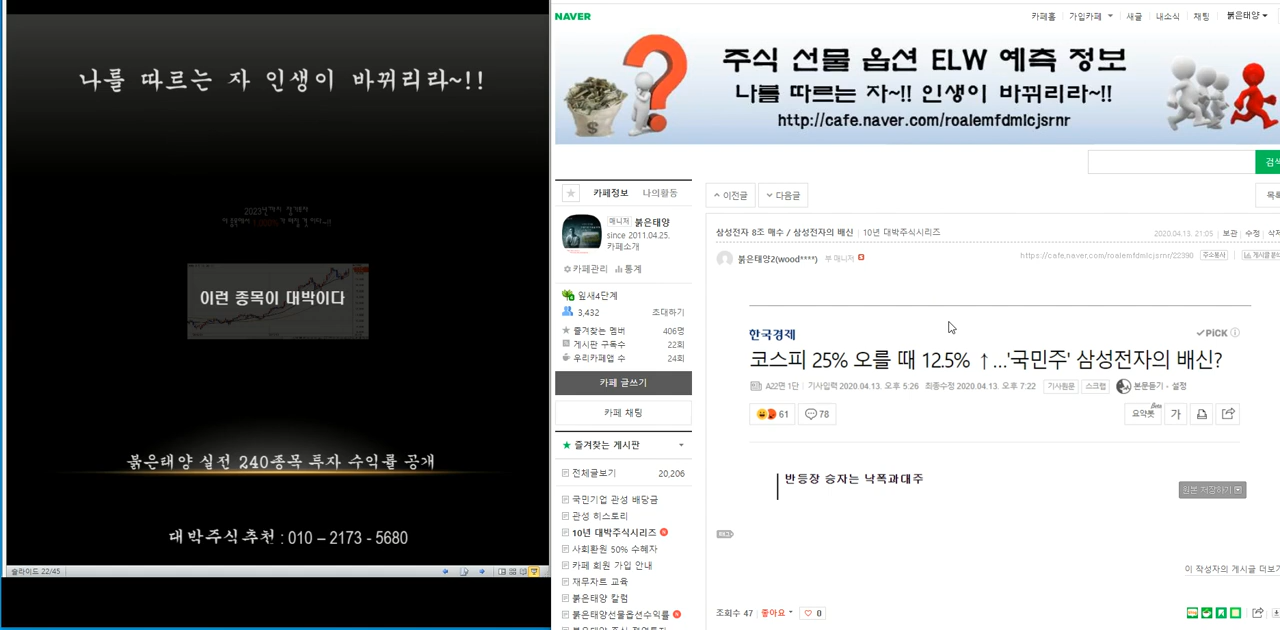 나를 따르는 자 인생이 바뀌리라~!!
이런 종목이 대박이다
붉은태양 실전 240종목 투자 수익률 공개
대박주식추천 : 010 – 2173 - 5680
슬라이드 22/45
NAVER
카페홈 가입카페 새글 내소식 채팅 붉은태양
주식 선물 옵션 ELW 예측 정보
나를 따르는 자~!! 인생이 바뀌리라~!!
http://cafe.naver.com/roalemfdmlcjsrnr
검색
카페정보 나의활동
매니저 붉은태양
since 2011.04.25.
카페소개
카페관리 통계
잎새4단계
3,432 초대하기
즐겨찾는 멤버 406명
게시판 구독수 22회
우리카페앱 수 24회
카페 글쓰기
카페 채팅
즐겨찾는 게시판
전체글보기 20,206
국민기업 관성 배당금
관성 히스토리
10년 대박주식시리즈
사회환원 50% 수혜자
카페 회원 가입 안내
재무차트 교육
붉은태양 칼럼
붉은태양선물옵션수익률
이전글 다음글 목록
삼성전자 8조 매수 / 삼성전자의 배신 10년 대박주식시리즈
2020.04.13. 21:05 보관 수정 삭제
붉은태양2(wood****) 부매니저
https://cafe.naver.com/roalemfdmlcjsrnr/22390 주소복사
한국경제
PiCK
코스피 25% 오를 때 12.5% ↑…'국민주' 삼성전자의 배신?
A22면 1단 기사입력 2020.04.13. 오후 5:26 최종수정 2020.04.13. 오후 7:22 기사원문 스크랩 본문듣기 · 설정
61 78 요약봇 Beta 가
반등장 승자는 낙폭과대주
원본 저장하기
태그
이 작성자의 게시글 더보기
조회수 47 좋아요 0